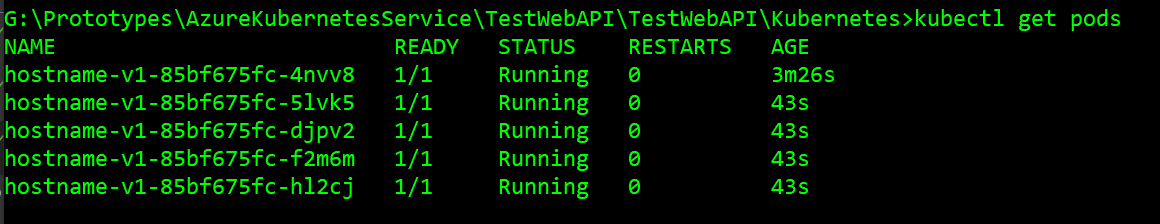 G:\Prototypes\AzureKubernetesService\TestWebAPI\TestWebAPI\Kubernetes>kubectl get pods
NAME READY STATUS RESTARTS AGE
hostname-v1-85bf675fc-4nvv8 1/1 Running 0 3m26s
hostname-v1-85bf675fc-5lvk5 1/1 Running 0 43s
hostname-v1-85bf675fc-djpv2 1/1 Running 0 43s
hostname-v1-85bf675fc-f2m6m 1/1 Running 0 43s
hostname-v1-85bf675fc-hl2cj 1/1 Running 0 43s